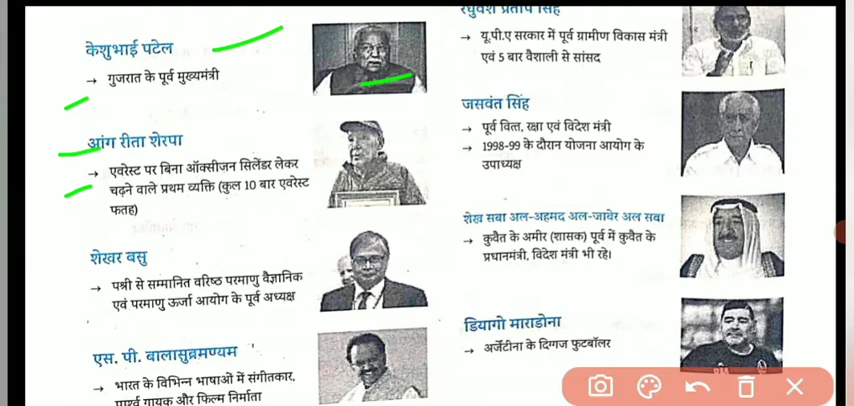 केशुभाई पटेल
→ गुजरात के पूर्व मुख्यमंत्री
आंग रीता शेरपा
→ एवरेस्ट पर बिना ऑक्सीजन सिलेंडर लेकर
चढ़ने वाले प्रथम व्यक्ति (कुल 10 बार एवरेस्ट
फतह)
शेखर बसु
→ पश्री से सम्मानित वरिष्ठ परमाणु वैज्ञानिक
एवं परमाणु ऊर्जा आयोग के पूर्व अध्यक्ष
एस. पी. बालासुब्रमण्यम
→ भारत के विभिन्न भाषाओं में संगीतकार,
पार्श्व गायक और फिल्म निर्माता
रघुवंश प्रताप सिंह
→ यू.पी.ए सरकार में पूर्व ग्रामीण विकास मंत्री
एवं 5 बार वैशाली से सांसद
जसवंत सिंह
→ पूर्व वित्त, रक्षा एवं विदेश मंत्री
→ 1998-99 के दौरान योजना आयोग के
उपाध्यक्ष
शेख सबा अल-अहमद अल-जाबेर अल सबा
→ कुवैत के अमीर (शासक) पूर्व में कुवैत के
प्रधानमंत्री, विदेश मंत्री भी रहे।
डियागो माराडोना
→ अर्जेंटीना के दिग्गज फुटबॉलर